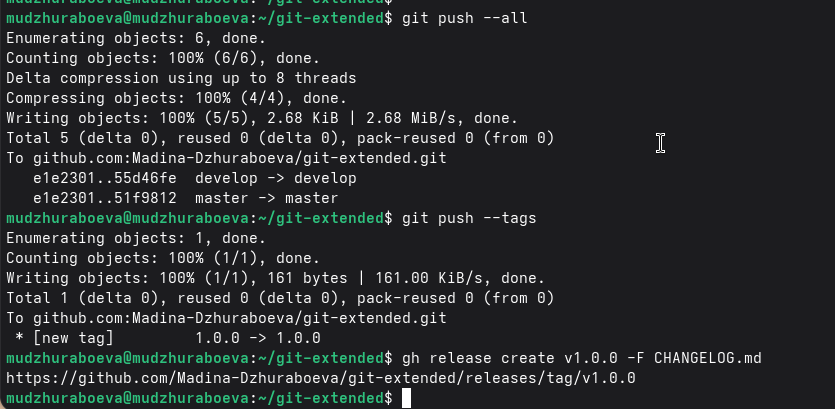 mudzhuraboeva@mudzhuraboeva:~/git-extended$ git push --all
Enumerating objects: 6, done.
Counting objects: 100% (6/6), done.
Delta compression using up to 8 threads
Compressing objects: 100% (4/4), done.
Writing objects: 100% (5/5), 2.68 KiB | 2.68 MiB/s, done.
Total 5 (delta 0), reused 0 (delta 0), pack-reused 0 (from 0)
To github.com:Madina-Dzhuraboeva/git-extended.git
   e1e2301..55d46fe  develop -> develop
   e1e2301..51f9812  master -> master
mudzhuraboeva@mudzhuraboeva:~/git-extended$ git push --tags
Enumerating objects: 1, done.
Counting objects: 100% (1/1), done.
Writing objects: 100% (1/1), 161 bytes | 161.00 KiB/s, done.
Total 1 (delta 0), reused 0 (delta 0), pack-reused 0 (from 0)
To github.com:Madina-Dzhuraboeva/git-extended.git
 * [new tag]         1.0.0 -> 1.0.0
mudzhuraboeva@mudzhuraboeva:~/git-extended$ gh release create v1.0.0 -F CHANGELOG.md
https://github.com/Madina-Dzhuraboeva/git-extended/releases/tag/v1.0.0
mudzhuraboeva@mudzhuraboeva:~/git-extended$